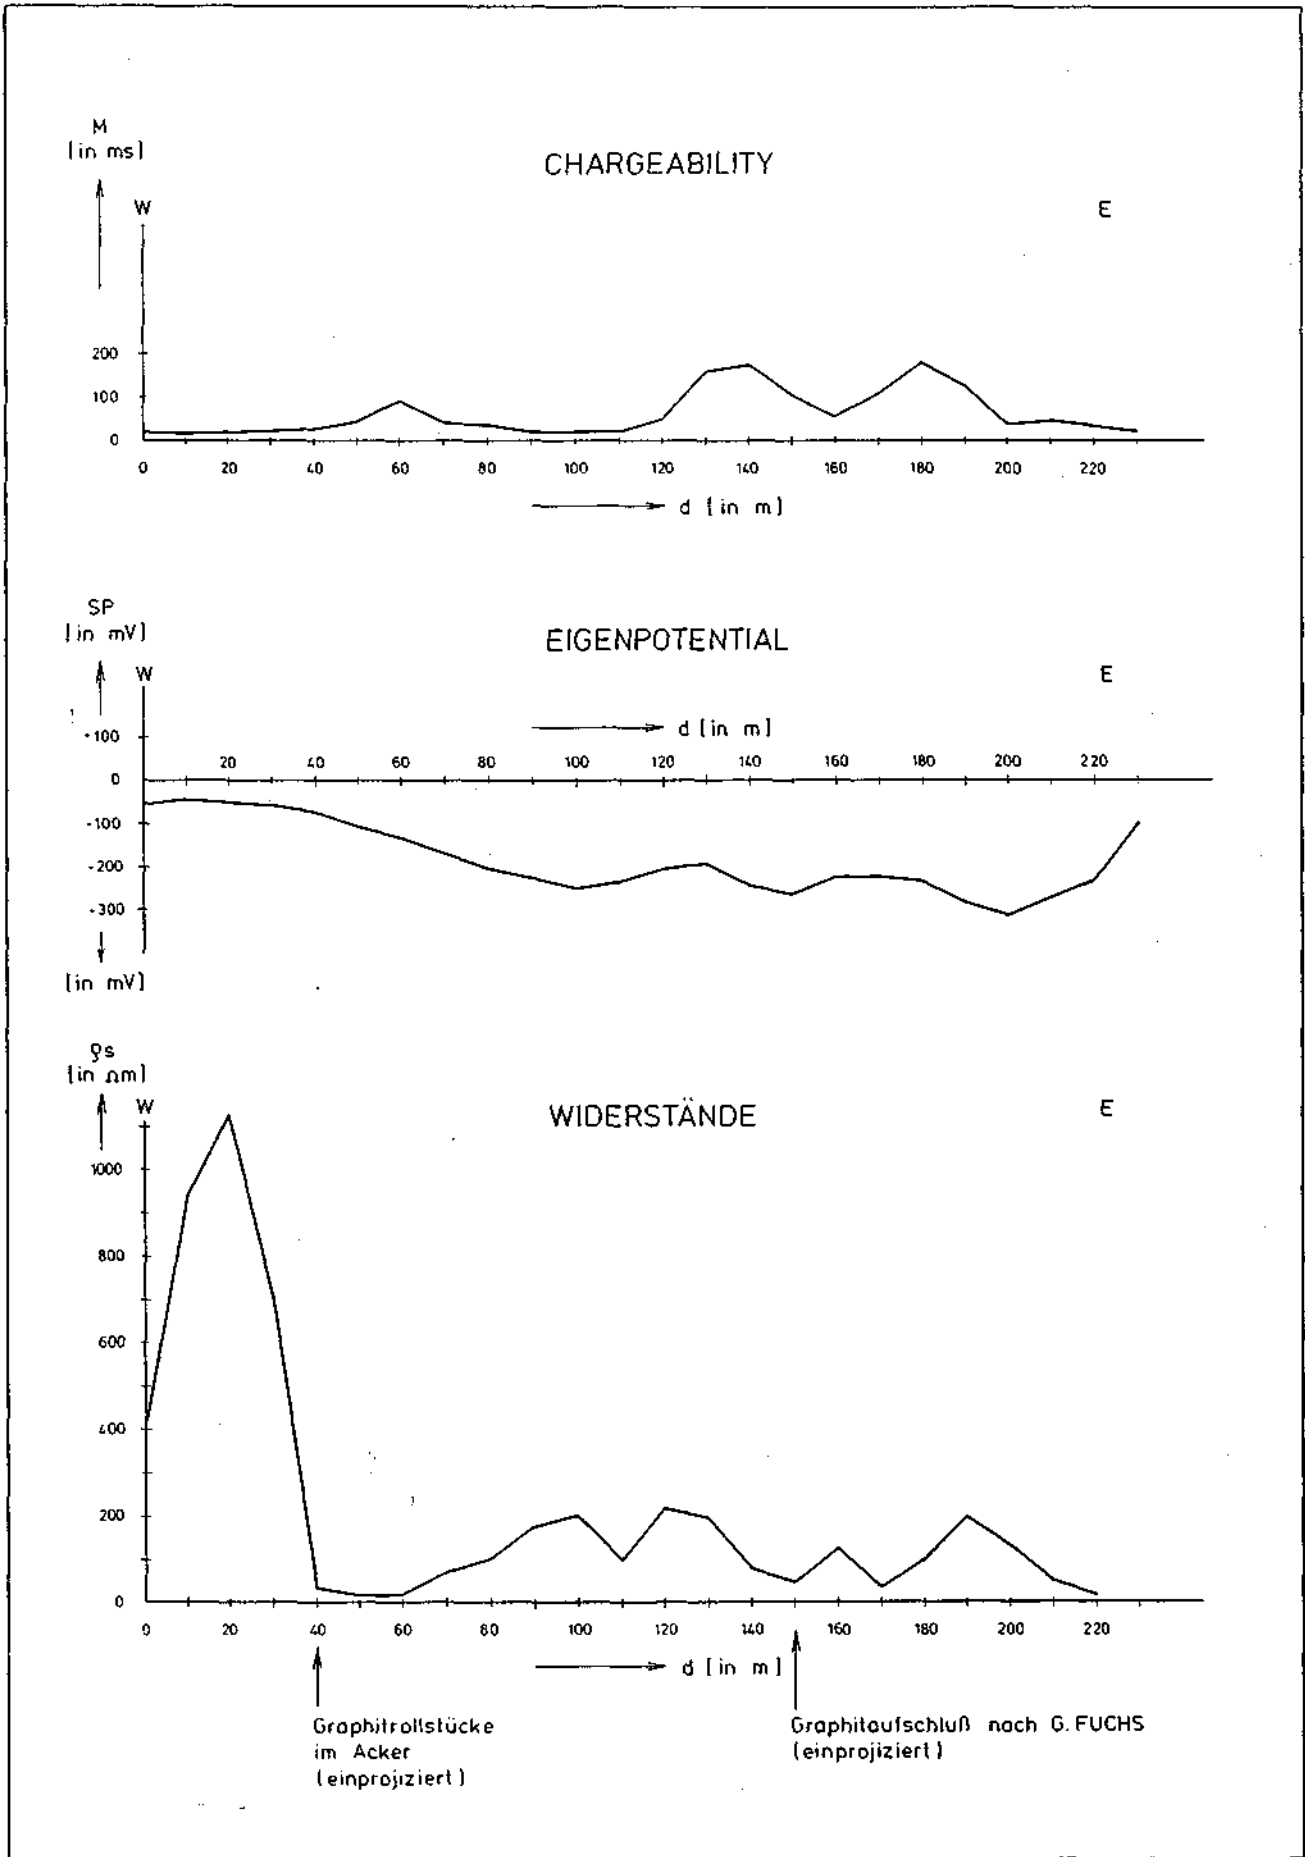 M
[in ms]
CHARGEABILITY
W
E
200
100
0
0 20 40 60 80 100 120 140 160 180 200 220
d [in m]
SP
[in mV]
EIGENPOTENTIAL
W
E
d [in m]
+100
20 40 60 80 100 120 140 160 180 200 220
0
-100
-200
-300
[in mV]
ρs
[in Ωm]
W
WIDERSTÄNDE
E
1000
800
600
400
200
0
0 20 40 60 80 100 120 140 160 180 200 220
d [in m]
Graphitrollstücke
im Acker
(einprojiziert)
Graphitaufschluß nach G. FUCHS
(einprojiziert)